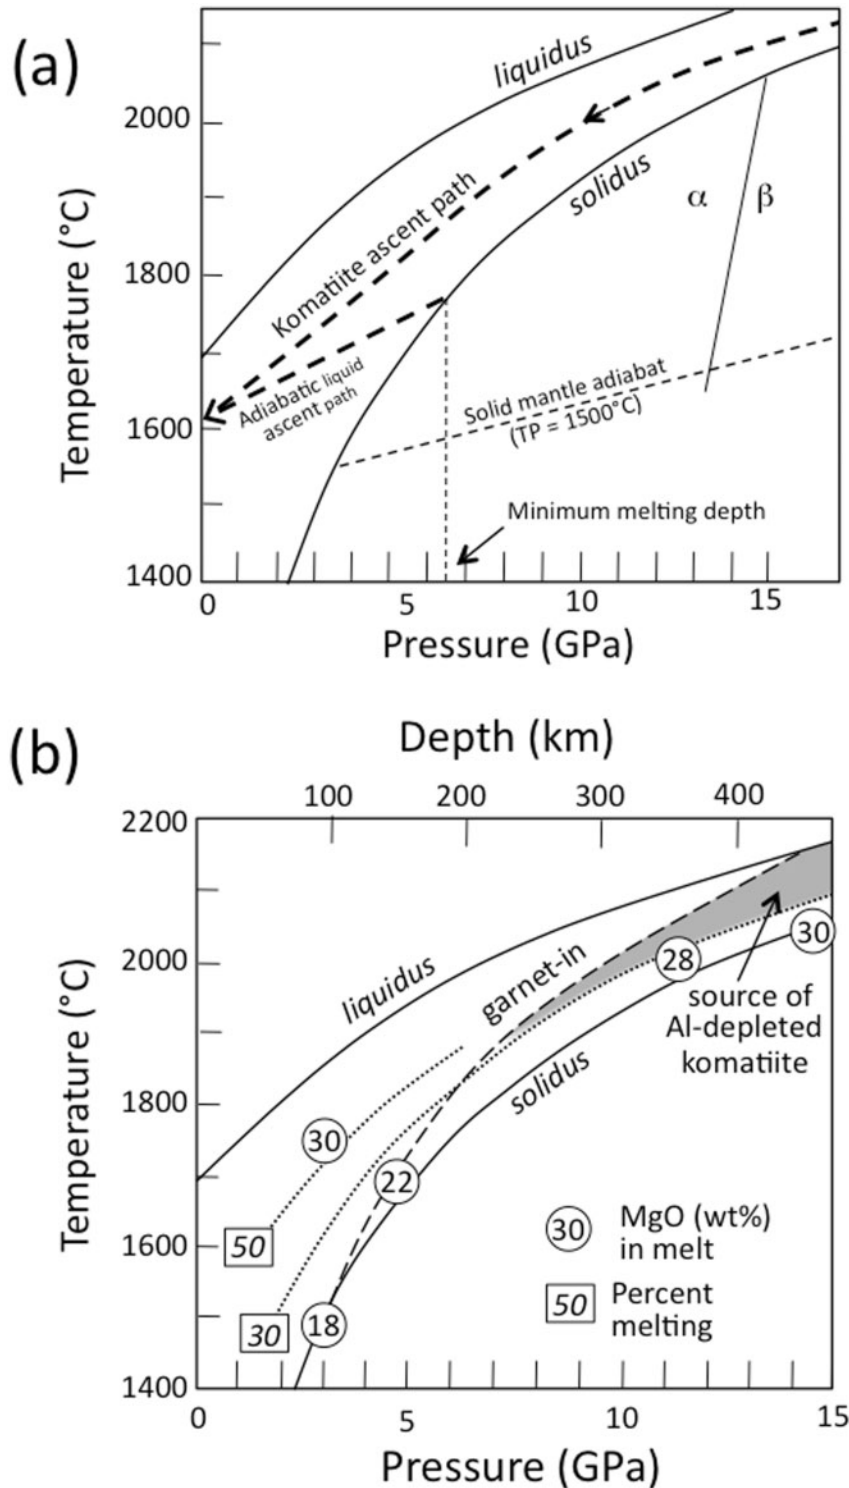 (a)
Temperature (°C)
2000
1800
1600
1400
liquidus
Komatiite ascent path
solidus
α
β
Adiabatic liquid
ascent path
Solid mantle adiabat
(TP = 1500°C)
Minimum melting depth
0
5
10
15
Pressure (GPa)
(b)
Depth (km)
100
200
300
400
Temperature (°C)
2200
2000
1800
1600
1400
liquidus
garnet-in
28
30
source of
Al-depleted
komatiite
solidus
30
22
50
30
18
30
MgO (wt%)
in melt
50
Percent
melting
0
5
10
15
Pressure (GPa)